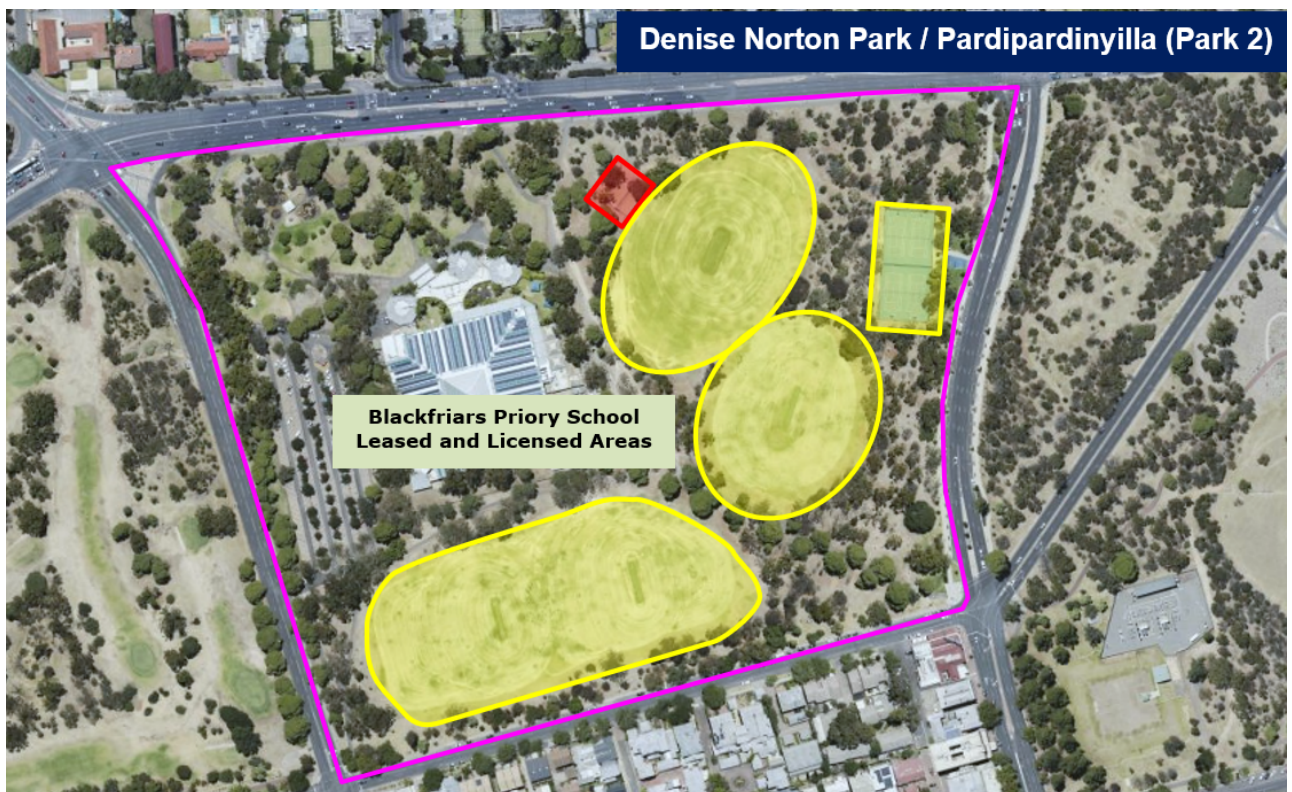 Denise Norton Park / Pardipardinyilla (Park 2)
Blackfriars Priory School
Leased and Licensed Areas